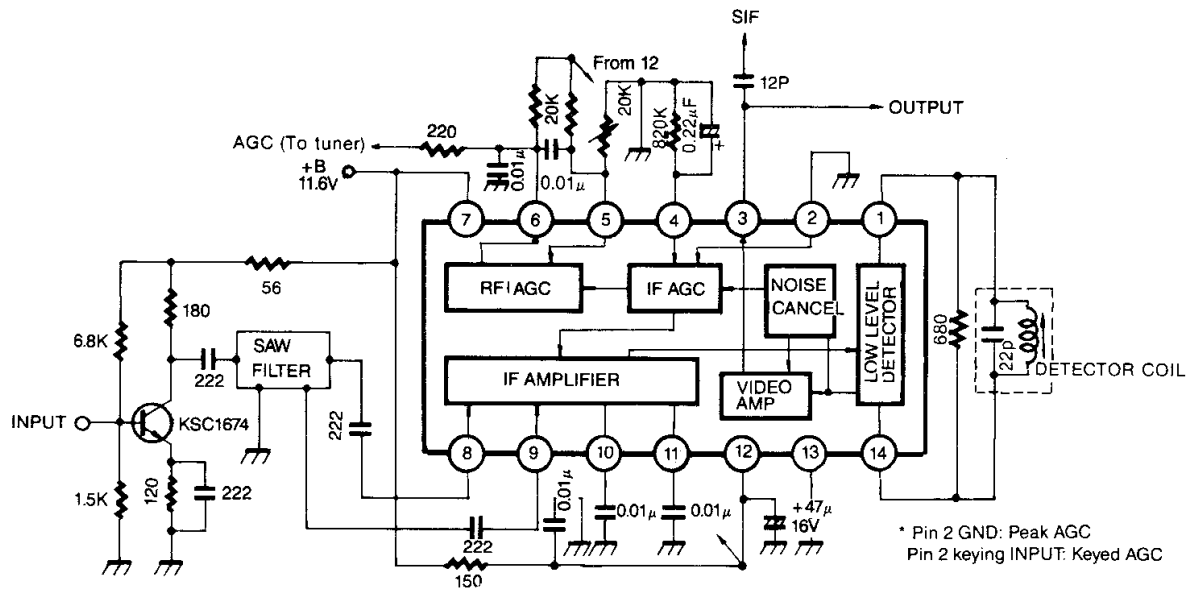 SIF
From 12
12P
OUTPUT
20K
20K
820K
0.22μF
+
220
AGC (To tuner)
0.01μ
0.01μ
+B
11.6V
7
6
5
4
3
2
1
56
RF AGC
IF AGC
NOISE
CANCEL
LOW LEVEL
DETECTOR
680
22p
DETECTOR COIL
180
6.8K
SAW
FILTER
222
IF AMPLIFIER
VIDEO
AMP
INPUT
KSC1674
222
8
9
10
11
12
13
14
1.5K
120
222
0.01μ
0.01μ
0.01μ
+47μ
16V
222
150
* Pin 2 GND: Peak AGC
Pin 2 keying INPUT: Keyed AGC